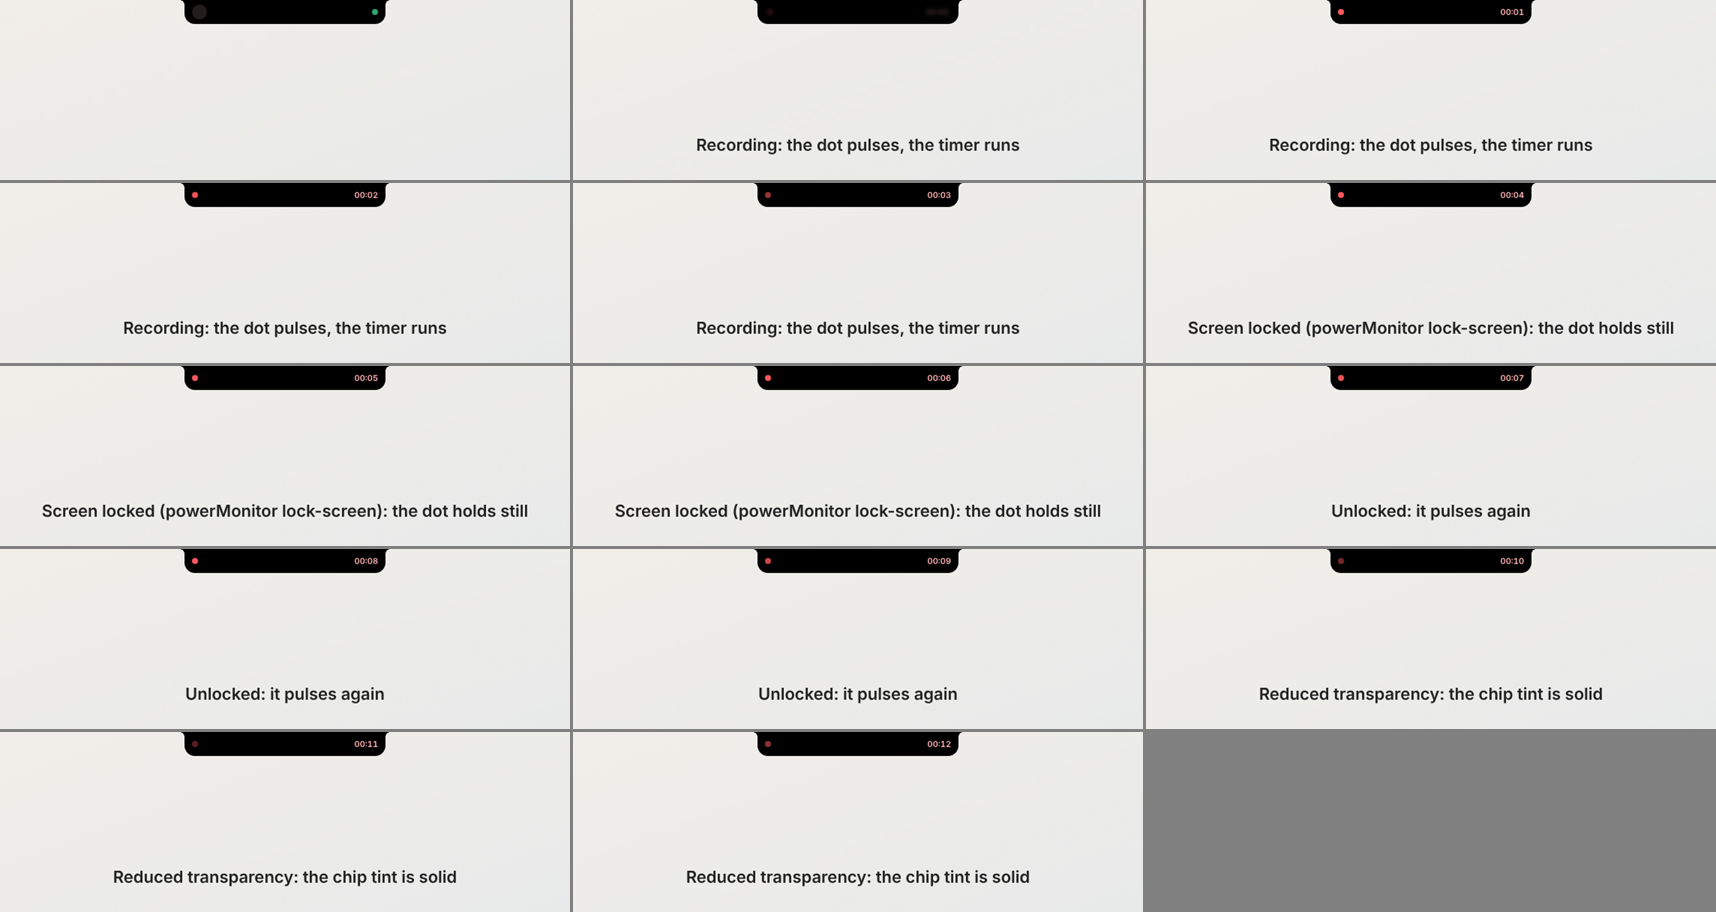 Recording: the dot pulses, the timer runs
00:01
Recording: the dot pulses, the timer runs
00:02
Recording: the dot pulses, the timer runs
00:03
Recording: the dot pulses, the timer runs
00:04
Screen locked (powerMonitor lock-screen): the dot holds still
00:05
Screen locked (powerMonitor lock-screen): the dot holds still
00:06
Screen locked (powerMonitor lock-screen): the dot holds still
00:07
Unlocked: it pulses again
00:08
Unlocked: it pulses again
00:09
Unlocked: it pulses again
00:10
Reduced transparency: the chip tint is solid
00:11
Reduced transparency: the chip tint is solid
00:12
Reduced transparency: the chip tint is solid